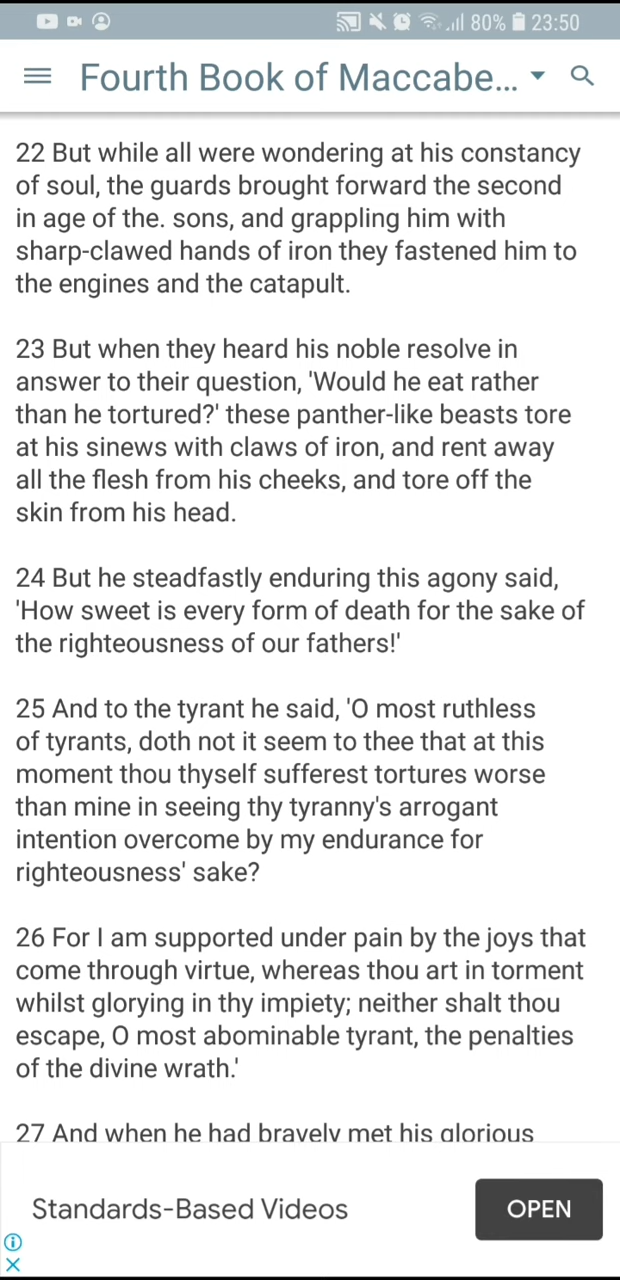 80% 23:50
Fourth Book of Maccabe...
22 But while all were wondering at his constancy
of soul, the guards brought forward the second
in age of the. sons, and grappling him with
sharp-clawed hands of iron they fastened him to
the engines and the catapult.
23 But when they heard his noble resolve in
answer to their question, 'Would he eat rather
than he tortured?' these panther-like beasts tore
at his sinews with claws of iron, and rent away
all the flesh from his cheeks, and tore off the
skin from his head.
24 But he steadfastly enduring this agony said,
'How sweet is every form of death for the sake of
the righteousness of our fathers!'
25 And to the tyrant he said, 'O most ruthless
of tyrants, doth not it seem to thee that at this
moment thou thyself sufferest tortures worse
than mine in seeing thy tyranny's arrogant
intention overcome by my endurance for
righteousness' sake?
26 For I am supported under pain by the joys that
come through virtue, whereas thou art in torment
whilst glorying in thy impiety; neither shalt thou
escape, O most abominable tyrant, the penalties
of the divine wrath.'
27 And when he had bravely met his glorious
Standards-Based Videos
OPEN